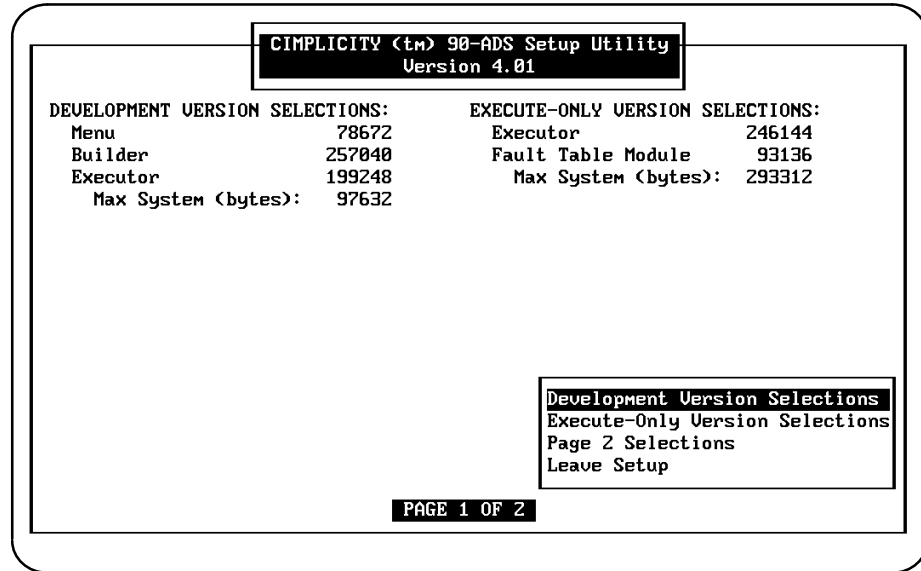 CIMPLICITY (tm) 90-ADS Setup Utility
Version 4.01
DEVELOPMENT VERSION SELECTIONS:
Menu 78672
Builder 257040
Executor 199248
Max System (bytes): 97632
EXECUTE-ONLY VERSION SELECTIONS:
Executor 246144
Fault Table Module 93136
Max System (bytes): 293312
Development Version Selections
Execute-Only Version Selections
Page 2 Selections
Leave Setup
PAGE 1 OF 2